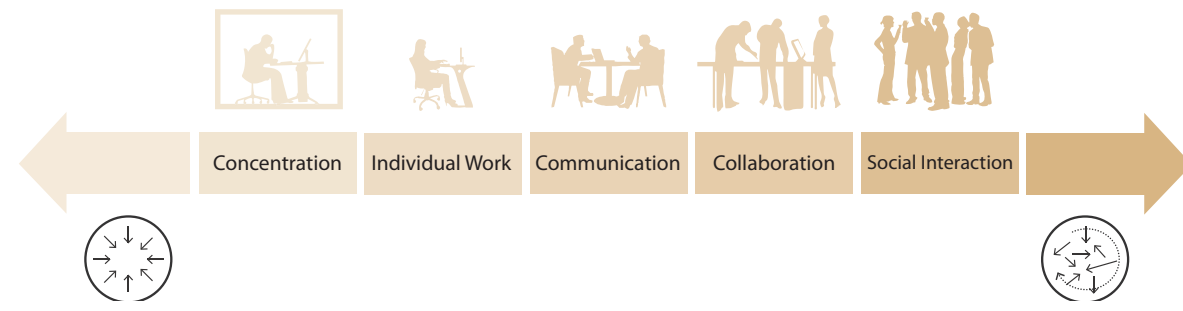 Concentration
Individual Work
Communication
Collaboration
Social Interaction